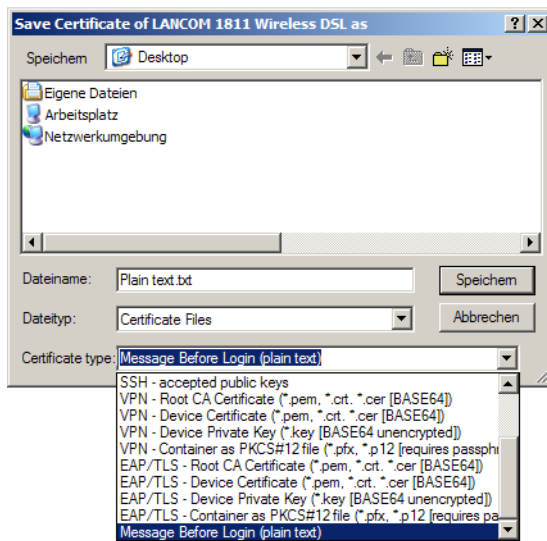 Save Certificate of LANCOM 1811 Wireless DSL as
Speichern
Desktop
Eigene Dateien
Arbeitsplatz
Netzwerkumgebung
Dateiname:
Plain text.txt
Speichern
Dateityp:
Certificate Files
Abbrechen
Certificate type:
Message Before Login (plain text)
SSH - accepted public keys
VPN - Root CA Certificate (*.pem, *.crt. *.cer [BASE64])
VPN - Device Certificate (*.pem, *.crt. *.cer [BASE64])
VPN - Device Private Key (*.key [BASE64 unencrypted])
VPN - Container as PKCS#12 file (*.pfx, *.p12 [requires passphr
EAP/TLS - Root CA Certificate (*.pem, *.crt. *.cer [BASE64])
EAP/TLS - Device Certificate (*.pem, *.crt. *.cer [BASE64])
EAP/TLS - Device Private Key (*.key [BASE64 unencrypted])
EAP/TLS - Container as PKCS#12 file (*.pfx, *.p12 [requires pa
Message Before Login (plain text)